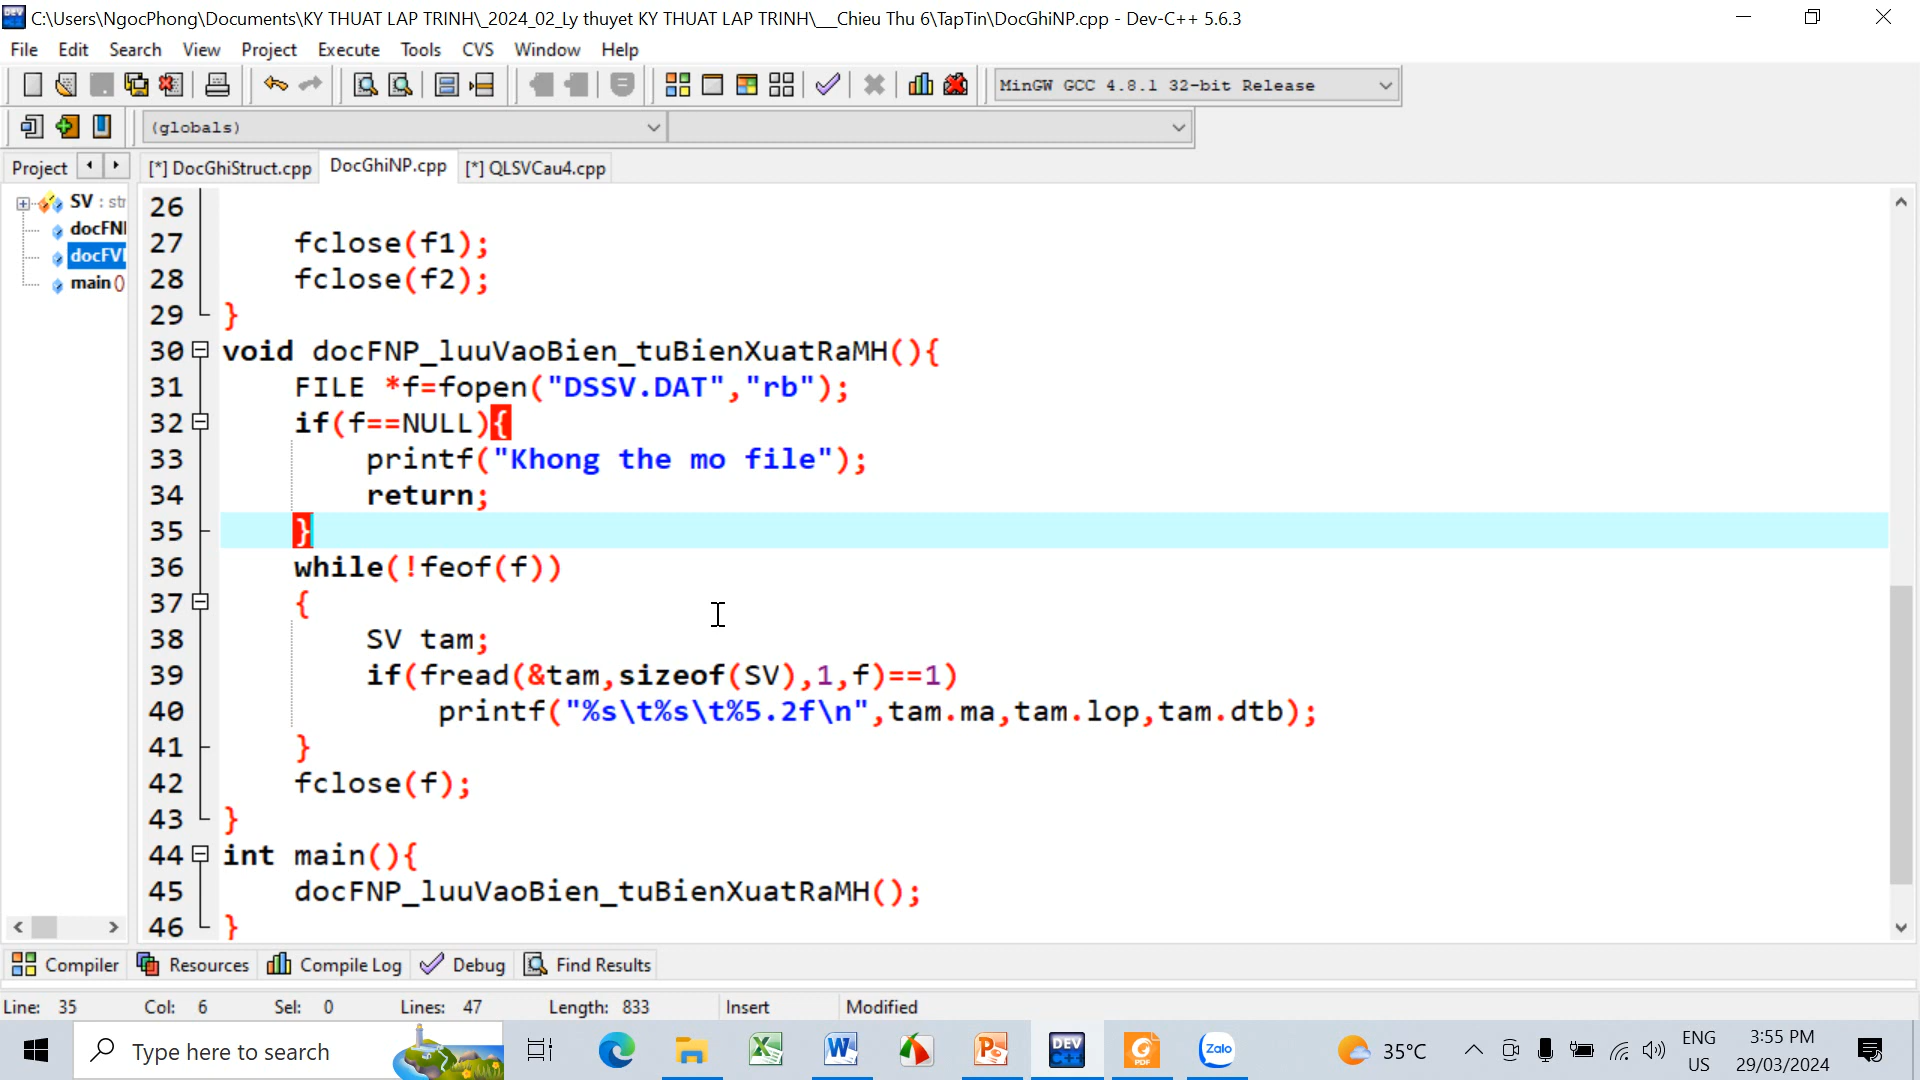 C:\Users\NgocPhong\Documents\KY THUAT LAP TRINH\_2024_02_Ly thuyet KY THUAT LAP TRINH\__Chieu Thu 6\TapTin\DocGhiNP.cpp - Dev-C++ 5.6.3
File Edit Search View Project Execute Tools CVS Window Help
MinGW GCC 4.8.1 32-bit Release
(globals)
Project [*] DocGhiStruct.cpp DocGhiNP.cpp [*] QLSVCau4.cpp
SV : str
docFNI
docFVI
main ()
26
27 fclose(f1);
28 fclose(f2);
29 }
30 void docFNP_luuVaoBien_tuBienXuatRaMH(){
31 FILE *f=fopen("DSSV.DAT","rb");
32 if(f==NULL){
33 printf("Khong the mo file");
34 return;
35 }
36 while(!feof(f))
37 {
38 SV tam;
39 if(fread(&tam,sizeof(SV),1,f)==1)
40 printf("%s\t%s\t%5.2f\n",tam.ma,tam.lop,tam.dtb);
41 }
42 fclose(f);
43 }
44 int main(){
45 docFNP_luuVaoBien_tuBienXuatRaMH();
46 }
Compiler Resources Compile Log Debug Find Results
Line: 35 Col: 6 Sel: 0 Lines: 47 Length: 833 Insert Modified
Type here to search DEV C++ PDF Zalo 35°C ENG 3:55 PM
US 29/03/2024